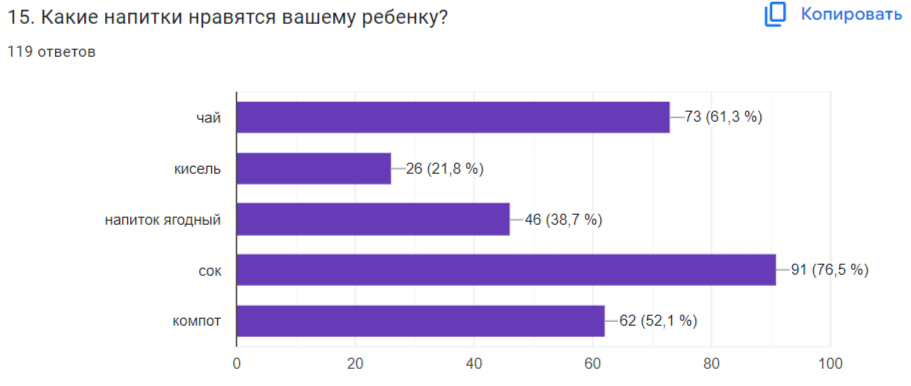 15. Какие напитки нравятся вашему ребенку?
Копировать
119 ответов
чай
73 (61,3 %)
кисель
26 (21,8 %)
напиток ягодный
46 (38,7 %)
сок
91 (76,5 %)
компот
62 (52,1 %)
0 20 40 60 80 100